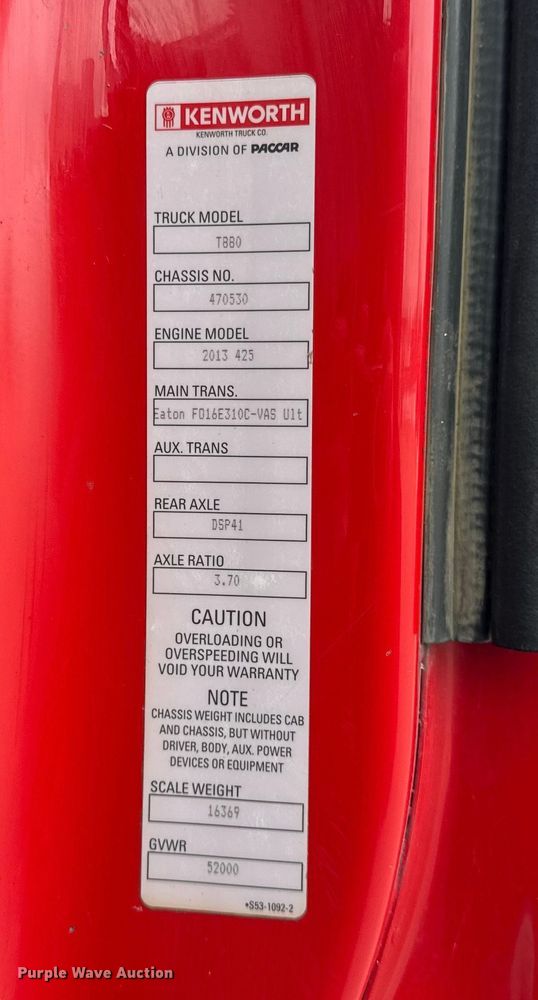 KENWORTH
KENWORTH TRUCK CO.
A DIVISION OF PACCAR
TRUCK MODEL
T880
CHASSIS NO.
470530
ENGINE MODEL
2013 425
MAIN TRANS.
Eaton FO16E310C-VAS Ult
AUX. TRANS
REAR AXLE
DSP41
AXLE RATIO
3.70
CAUTION
OVERLOADING OR
OVERSPEEDING WILL
VOID YOUR WARRANTY
NOTE
CHASSIS WEIGHT INCLUDES CAB
AND CHASSIS, BUT WITHOUT
DRIVER, BODY, AUX. POWER
DEVICES OR EQUIPMENT
SCALE WEIGHT
16369
GVWR
52000
•S53-1092-2
Purple Wave Auction